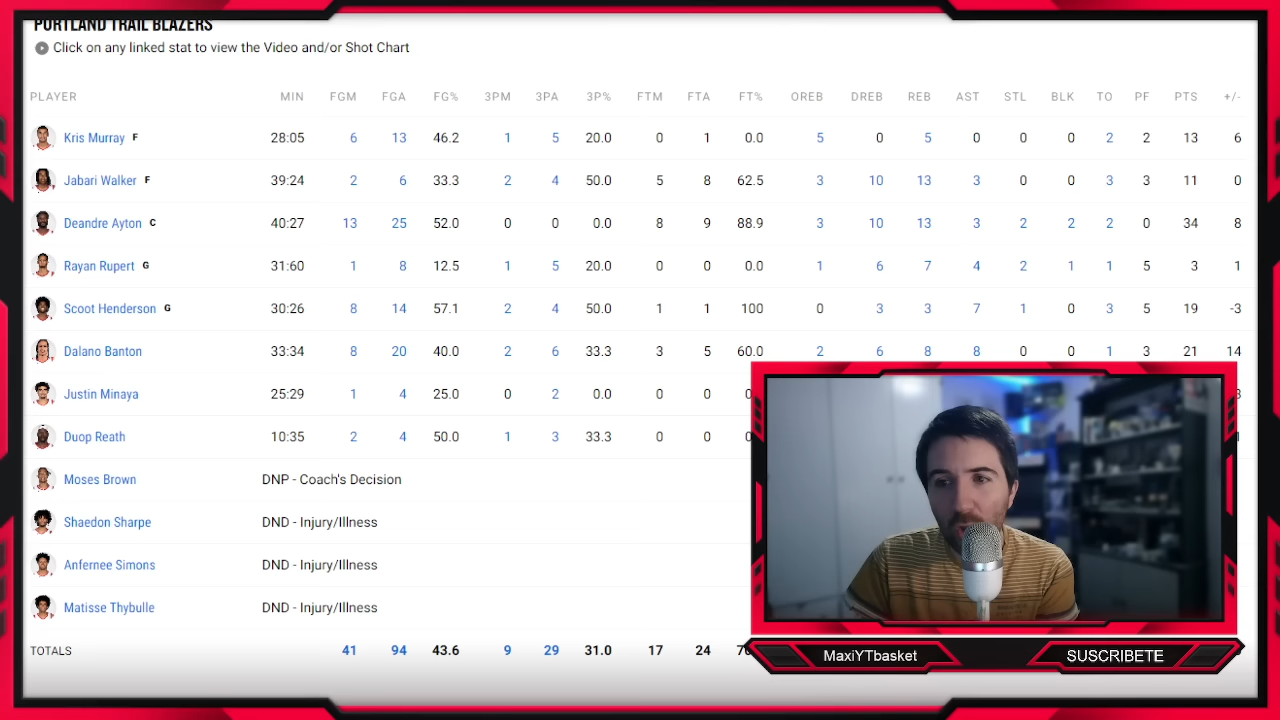 PORTLAND TRAIL BLAZERS
Click on any linked stat to view the Video and/or Shot Chart
PLAYER MIN FGM FGA FG% 3PM 3PA 3P% FTM FTA FT% OREB DREB REB AST STL BLK TO PF PTS +/-
Kris Murray F 28:05 6 13 46.2 1 5 20.0 0 1 0.0 5 0 5 0 0 0 2 2 13 6
Jabari Walker F 39:24 2 6 33.3 2 4 50.0 5 8 62.5 3 10 13 3 0 0 3 3 11 0
Deandre Ayton C 40:27 13 25 52.0 0 0 0.0 8 9 88.9 3 10 13 3 2 2 2 0 34 8
Rayan Rupert G 31:60 1 8 12.5 1 5 20.0 0 0 0.0 1 6 7 4 2 1 1 5 3 1
Scoot Henderson G 30:26 8 14 57.1 2 4 50.0 1 1 100 0 3 3 7 1 0 3 5 19 -3
Dalano Banton 33:34 8 20 40.0 2 6 33.3 3 5 60.0 2 6 8 8 0 0 1 3 21 14
Justin Minaya 25:29 1 4 25.0 0 2 0.0 0 0
Duop Reath 10:35 2 4 50.0 1 3 33.3 0 0
Moses Brown DNP - Coach's Decision
Shaedon Sharpe DND - Injury/Illness
Anfernee Simons DND - Injury/Illness
Matisse Thybulle DND - Injury/Illness
TOTALS 41 94 43.6 9 29 31.0 17 24
MaxiYTbasket SUSCRIBETE